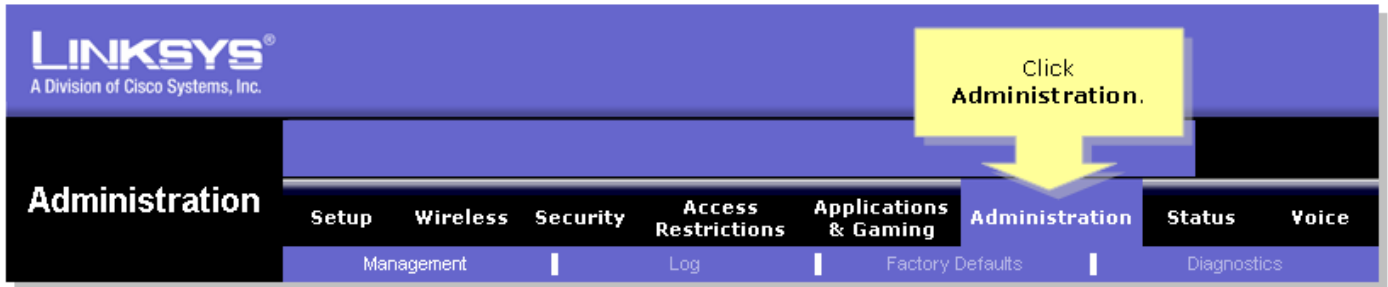 LINKSYS®
A Division of Cisco Systems, Inc.
Click
Administration.
Administration
Setup Wireless Security Access Restrictions Applications & Gaming Administration Status Voice
Management Log Factory Defaults Diagnostics